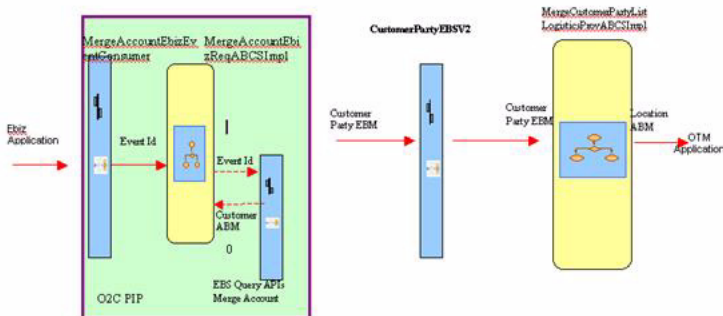 MergeAccountEbizEv
entConsumer
MergeAccountEbi
zReqABCSImpl
CustomerPartyEBSV2
MergeCustomerPartyList
LogisticsProvABCSImpl
Ebiz
Application
Event Id
Event Id
Customer
ABM
0
EBS Query APIs
Merge Account
O2C PIP
Customer
Party EBM
Customer
Party EBM
Location
ABM
OTM
Application